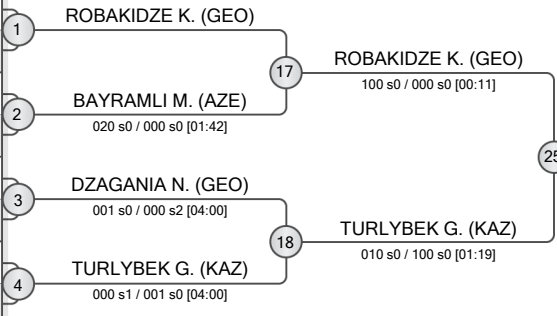 ROBAKIDZE K. (GEO)
1
17
ROBAKIDZE K. (GEO)
100 s0 / 000 s0 [00:11]
BAYRAMLI M. (AZE)
2
020 s0 / 000 s0 [01:42]
25
DZAGANIA N. (GEO)
3
001 s0 / 000 s2 [04:00]
18
TURLYBEK G. (KAZ)
010 s0 / 100 s0 [01:19]
TURLYBEK G. (KAZ)
4
000 s1 / 001 s0 [04:00]